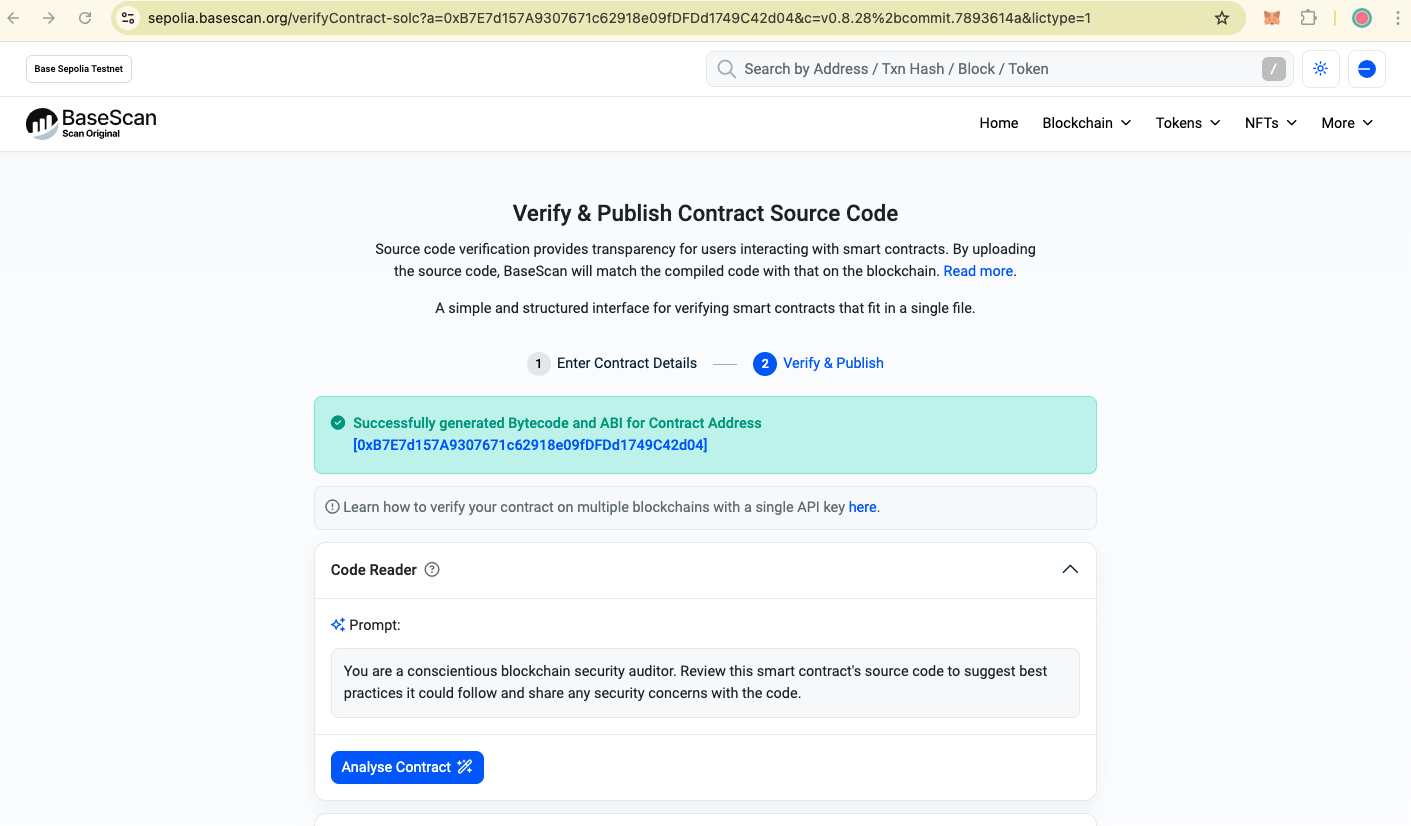 sepolia.basescan.org/verifyContract-solc?a=0xB7E7d157A9307671c62918e09fDFDd1749C42d04&c=v0.8.28%2bcommit.7893614a&lictype=1
Base Sepolia Testnet
Search by Address / Txn Hash / Block / Token
/
BaseScan
Scan Original
Home
Blockchain
Tokens
NFTs
More
Verify & Publish Contract Source Code
Source code verification provides transparency for users interacting with smart contracts. By uploading
the source code, BaseScan will match the compiled code with that on the blockchain. Read more.
A simple and structured interface for verifying smart contracts that fit in a single file.
1 Enter Contract Details
2 Verify & Publish
Successfully generated Bytecode and ABI for Contract Address
[0xB7E7d157A9307671c62918e09fDFDd1749C42d04]
Learn how to verify your contract on multiple blockchains with a single API key here.
Code Reader
Prompt:
You are a conscientious blockchain security auditor. Review this smart contract's source code to suggest best
practices it could follow and share any security concerns with the code.
Analyse Contract